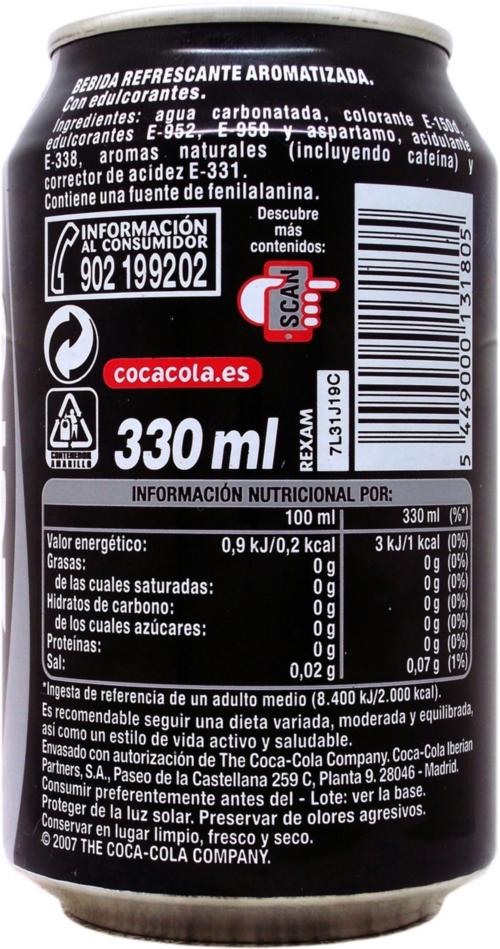 BEBIDA REFRESCANTE AROMATIZADA.
Con edulcorantes.
Ingredientes: agua carbonatada, colorante E-150d,
edulcorantes E-952, E-950 y aspartamo, acidulante
E-338, aromas naturales (incluyendo cafeína) y
corrector de acidez E-331.
Contiene una fuente de fenilalanina.
INFORMACIÓN
AL CONSUMIDOR
902 199202
Descubre
más
contenidos:
SCAN
cocacola.es
CONTENEDOR
AMARILLO
330 ml
REXAM
7L31J19C
5 449000 131805
INFORMACIÓN NUTRICIONAL POR:
100 ml 330 ml (%*)
Valor energético: 0,9 kJ/0,2 kcal 3 kJ/1 kcal (0%)
Grasas: 0 g 0 g (0%)
de las cuales saturadas: 0 g 0 g (0%)
Hidratos de carbono: 0 g 0 g (0%)
de los cuales azúcares: 0 g 0 g (0%)
Proteínas: 0 g 0 g (0%)
Sal: 0,02 g 0,07 g (1%)
*Ingesta de referencia de un adulto medio (8.400 kJ/2.000 kcal).
Es recomendable seguir una dieta variada, moderada y equilibrada,
así como un estilo de vida activo y saludable.
Envasado con autorización de The Coca-Cola Company. Coca-Cola Iberian
Partners, S.A., Paseo de la Castellana 259 C, Planta 9. 28046 - Madrid.
Consumir preferentemente antes del - Lote: ver la base.
Proteger de la luz solar. Preservar de olores agresivos.
Conservar en lugar limpio, fresco y seco.
© 2007 THE COCA-COLA COMPANY.